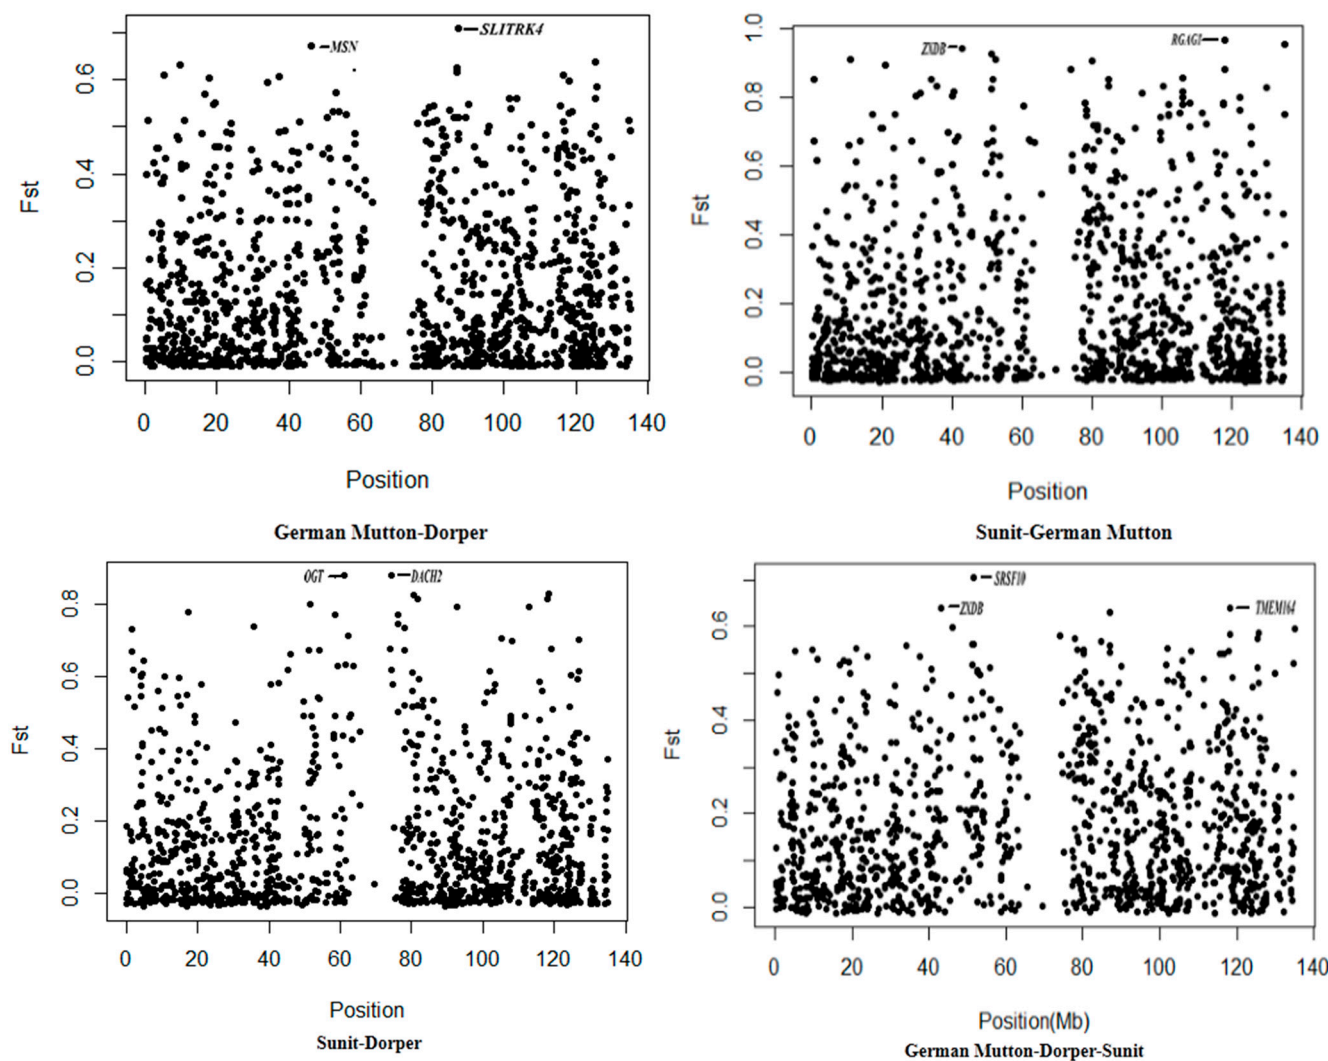 SLITRK4
MSN
Fst
0.6
0.4
0.2
0.0
0 20 40 60 80 100 120 140
Position
German Mutton-Dorper
ZXDB
RGAG1
Fst
1.0
0.8
0.6
0.4
0.2
0.0
0 20 40 60 80 100 120 140
Position
Sunit-German Mutton
OGT
DACH2
Fst
0.8
0.6
0.4
0.2
0.0
0 20 40 60 80 100 120 140
Position
Sunit-Dorper
SRSF10
ZXDB
TMEM164
Fst
0.6
0.4
0.2
0.0
0 20 40 60 80 100 120 140
Position(Mb)
German Mutton-Dorper-Sunit